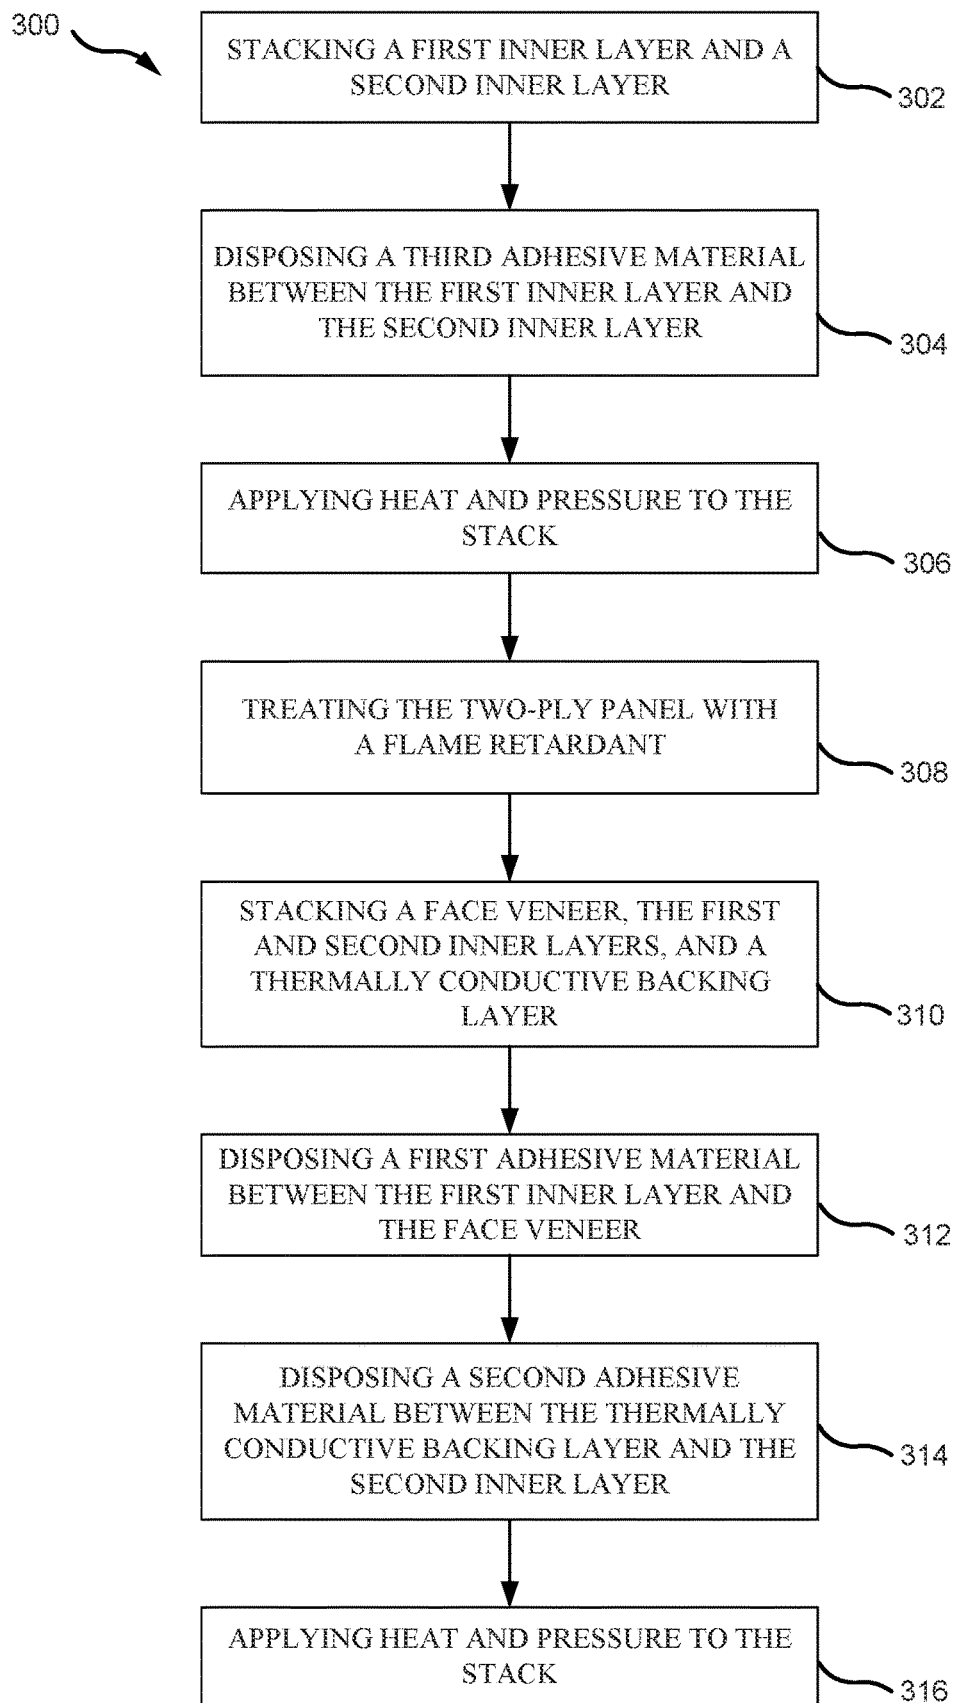 300
STACKING A FIRST INNER LAYER AND A
SECOND INNER LAYER
302
DISPOSING A THIRD ADHESIVE MATERIAL
BETWEEN THE FIRST INNER LAYER AND
THE SECOND INNER LAYER
304
APPLYING HEAT AND PRESSURE TO THE
STACK
306
TREATING THE TWO-PLY PANEL WITH
A FLAME RETARDANT
308
STACKING A FACE VENEER, THE FIRST
AND SECOND INNER LAYERS, AND A
THERMALLY CONDUCTIVE BACKING
LAYER
310
DISPOSING A FIRST ADHESIVE MATERIAL
BETWEEN THE FIRST INNER LAYER AND
THE FACE VENEER
312
DISPOSING A SECOND ADHESIVE
MATERIAL BETWEEN THE THERMALLY
CONDUCTIVE BACKING LAYER AND THE
SECOND INNER LAYER
314
APPLYING HEAT AND PRESSURE TO THE
STACK
316